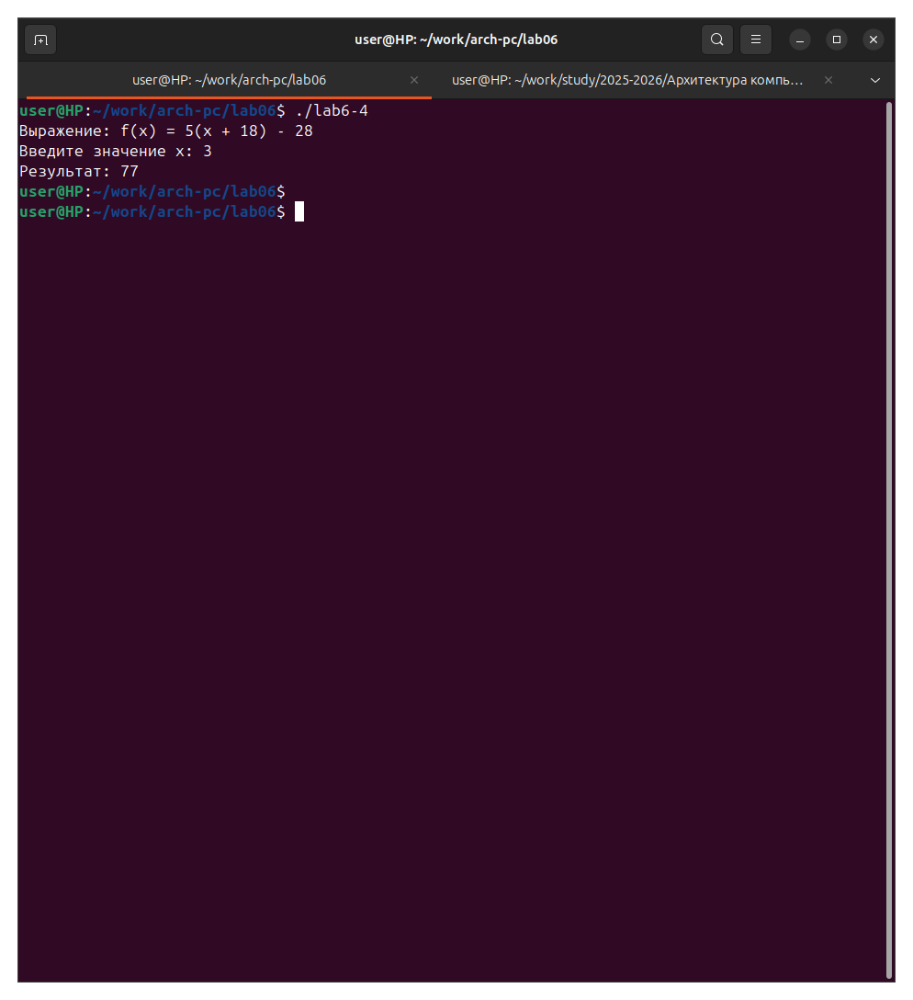 user@HP: ~/work/arch-pc/lab06
user@HP: ~/work/arch-pc/lab06
user@HP: ~/work/study/2025-2026/Архитектура компь…
user@HP:~/work/arch-pc/lab06$ ./lab6-4
Выражение: f(x) = 5(x + 18) - 28
Введите значение x: 3
Результат: 77
user@HP:~/work/arch-pc/lab06$
user@HP:~/work/arch-pc/lab06$